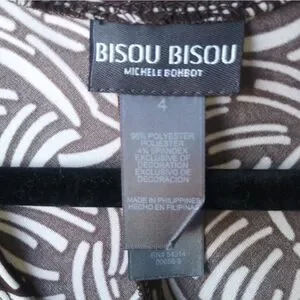 BISOU BISOU
MICHELE BOHBOT
4
96% POLYESTER
POLIESTER
4% SPANDEX
EXCLUSIVE OF
DECORATION
EXCLUSIVO DE
DECORACION
MADE IN PHILIPPINES
HECHO EN FILIPINAS